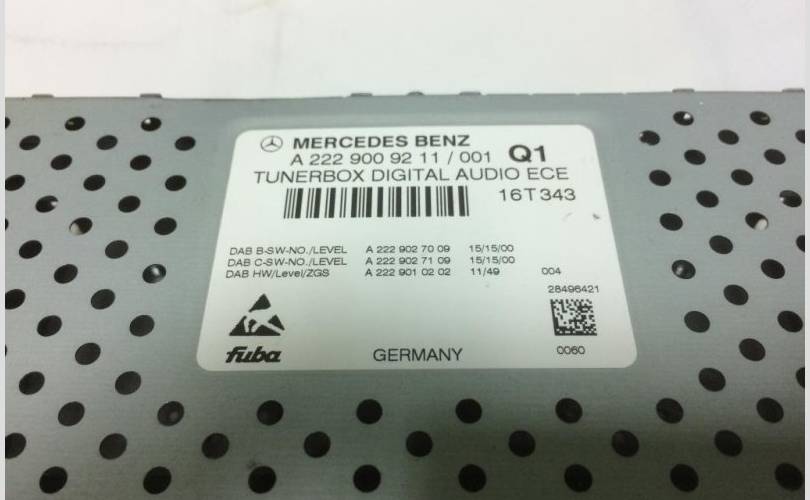 MERCEDES BENZ
A 222 900 92 11 / 001 Q1
TUNERBOX DIGITAL AUDIO ECE
16T343
DAB B-SW-NO./LEVEL A 222 902 70 09 15/15/00
DAB C-SW-NO./LEVEL A 222 902 71 09 15/15/00
DAB HW/Level/ZGS A 222 901 02 02 11/49 004
28496421
fuba GERMANY 0060